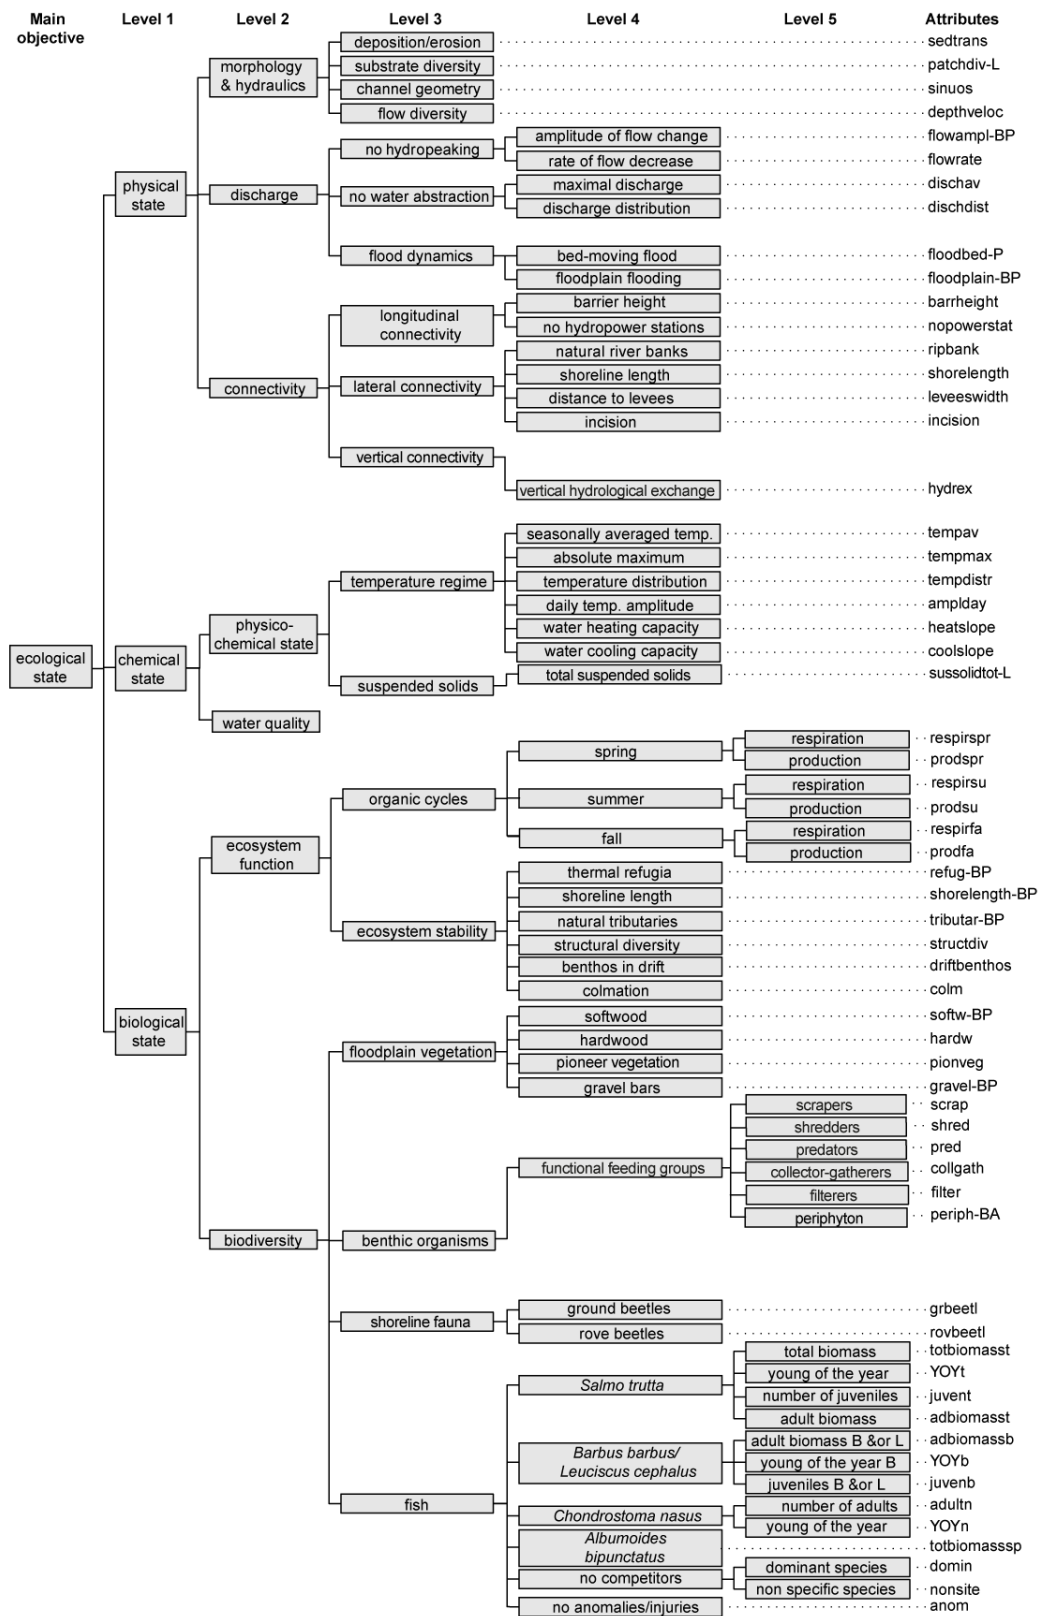 Main objective
Level 1
Level 2
Level 3
Level 4
Level 5
Attributes
ecological state
physical state
morphology & hydraulics
deposition/erosion
sedtrans
substrate diversity
patchdiv-L
channel geometry
sinuos
flow diversity
depthveloc
discharge
no hydropeaking
amplitude of flow change
flowampl-BP
rate of flow decrease
flowrate
no water abstraction
maximal discharge
dischav
discharge distribution
dischdist
flood dynamics
bed-moving flood
floodbed-P
floodplain flooding
floodplain-BP
connectivity
longitudinal connectivity
barrier height
barrheight
no hydropower stations
nopowerstat
lateral connectivity
natural river banks
ripbank
shoreline length
shorelength
distance to levees
leveeswidth
incision
incision
vertical connectivity
vertical hydrological exchange
hydrex
chemical state
physico-chemical state
temperature regime
seasonally averaged temp.
tempav
absolute maximum
tempmax
temperature distribution
tempdistr
daily temp. amplitude
amplday
water heating capacity
heatslope
water cooling capacity
coolslope
suspended solids
total suspended solids
sussolidtot-L
water quality
biological state
ecosystem function
organic cycles
spring
respiration
respirspr
production
prodspr
summer
respiration
respirsu
production
prodsu
fall
respiration
respirfa
production
prodfa
ecosystem stability
thermal refugia
refug-BP
shoreline length
shorelength-BP
natural tributaries
tributar-BP
structural diversity
structdiv
benthos in drift
driftbenthos
colmation
colm
biodiversity
floodplain vegetation
softwood
softw-BP
hardwood
hardw
pioneer vegetation
pionveg
gravel bars
gravel-BP
benthic organisms
functional feeding groups
scrapers
scrap
shredders
shred
predators
pred
collector-gatherers
collgath
filterers
filter
periphyton
periph-BA
shoreline fauna
ground beetles
grbeetl
rove beetles
rovbeetl
fish
Salmo trutta
total biomass
totbiomasst
young of the year
YOYt
number of juveniles
juvent
adult biomass
adbiomasst
Barbus barbus/
Leuciscus cephalus
adult biomass B &or L
adbiomassb
young of the year B
YOYb
juveniles B &or L
juvenb
Chondrostoma nasus
number of adults
adultn
young of the year
YOYn
Albumoides
bipunctatus
totbiomasssp
no competitors
dominant species
domin
non specific species
nonsite
no anomalies/injuries
anom